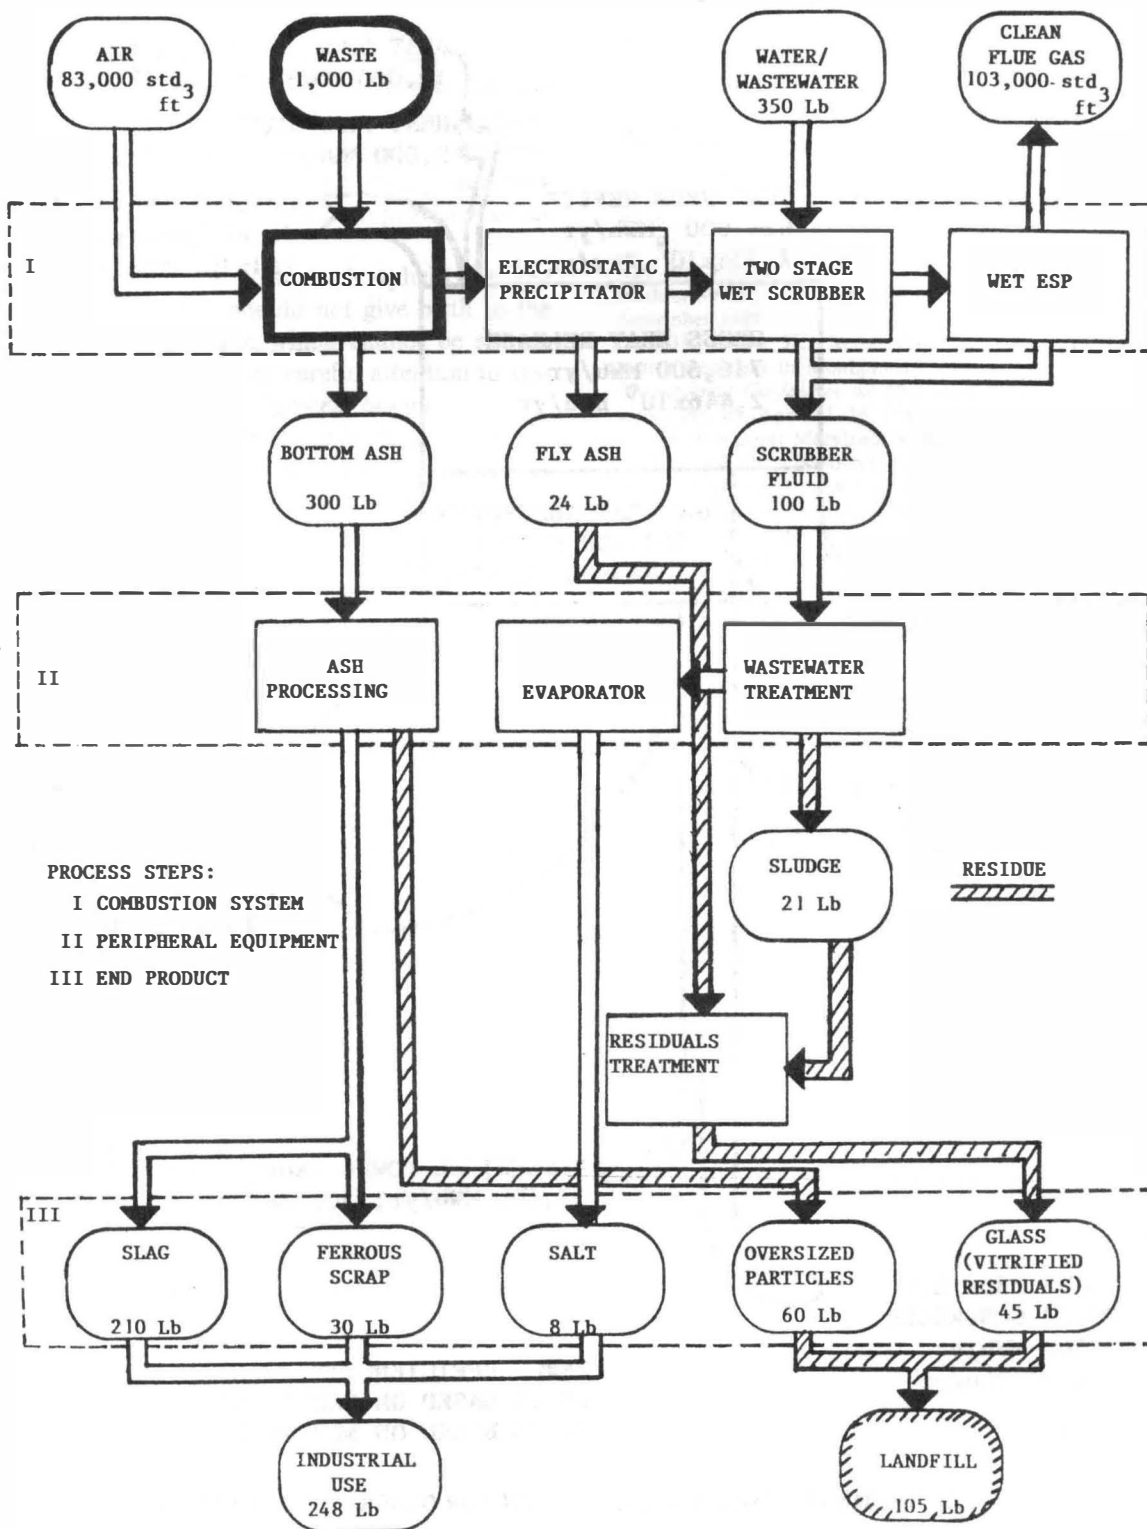 AIR
83,000 std
ft3
WASTE
1,000 Lb
WATER/
WASTEWATER
350 Lb
CLEAN
FLUE GAS
103,000 std
ft3
I
COMBUSTION
ELECTROSTATIC
PRECIPITATOR
TWO STAGE
WET SCRUBBER
WET ESP
BOTTOM ASH
300 Lb
FLY ASH
24 Lb
SCRUBBER
FLUID
100 Lb
II
ASH
PROCESSING
EVAPORATOR
WASTEWATER
TREATMENT
PROCESS STEPS:
I COMBUSTION SYSTEM
II PERIPHERAL EQUIPMENT
III END PRODUCT
SLUDGE
21 Lb
RESIDUE
RESIDUALS
TREATMENT
III
SLAG
210 Lb
FERROUS
SCRAP
30 Lb
SALT
8 Lb
OVERSIZED
PARTICLES
60 Lb
GLASS
(VITRIFIED
RESIDUALS)
45 Lb
INDUSTRIAL
USE
248 Lb
LANDFILL
105 Lb